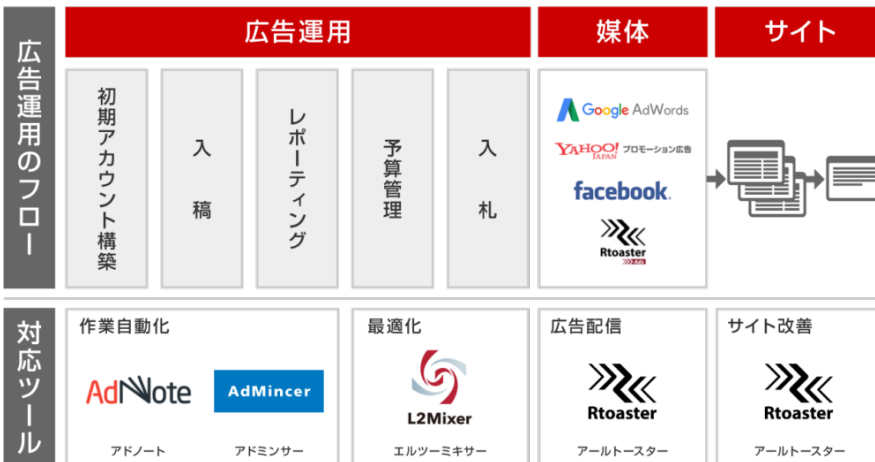 広告運用のフロー
広告運用
媒体
サイト
初期アカウント構築
入稿
レポーティング
予算管理
入札
Google AdWords
YAHOO! JAPAN プロモーション広告
facebook.
Rtoaster
Ads
対応ツール
作業自動化
AdNote
アドノート
AdMincer
アドミンサー
最適化
L2Mixer
エルツーミキサー
広告配信
Rtoaster
アールトースター
サイト改善
Rtoaster
アールトースター